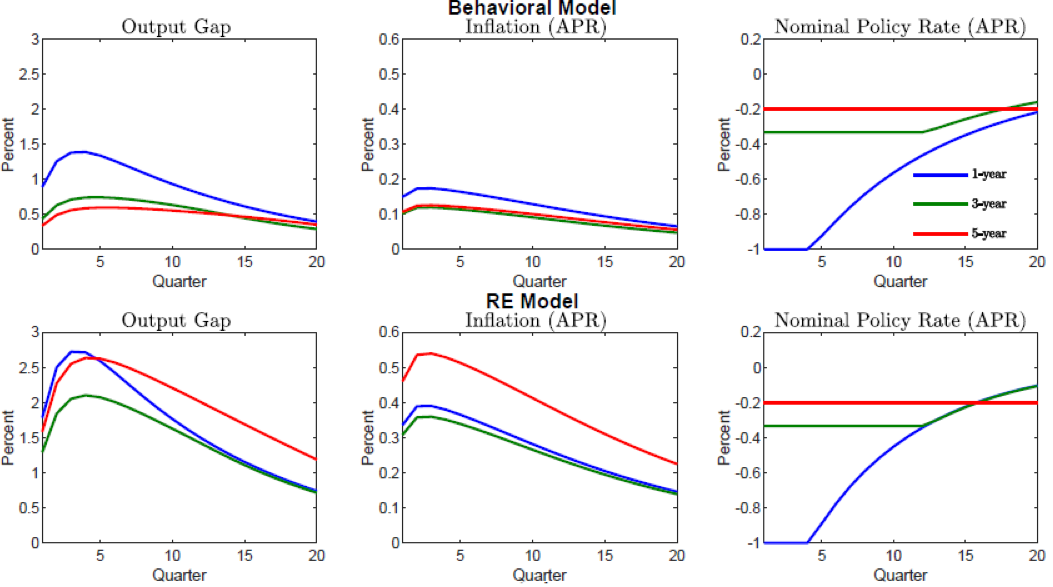 Behavioral Model
Output Gap
Inflation (APR)
Nominal Policy Rate (APR)
3
2.5
2
1.5
1
0.5
0
Percent
5
10
15
20
Quarter
0.6
0.5
0.4
0.3
0.2
0.1
0
Percent
5
10
15
20
Quarter
0.2
0
-0.2
-0.4
-0.6
-0.8
-1
Percent
1-year
3-year
5-year
5
10
15
20
Quarter
RE Model
Output Gap
Inflation (APR)
Nominal Policy Rate (APR)
3
2.5
2
1.5
1
0.5
0
Percent
5
10
15
20
Quarter
0.6
0.5
0.4
0.3
0.2
0.1
0
Percent
5
10
15
20
Quarter
0.2
0
-0.2
-0.4
-0.6
-0.8
-1
Percent
5
10
15
20
Quarter